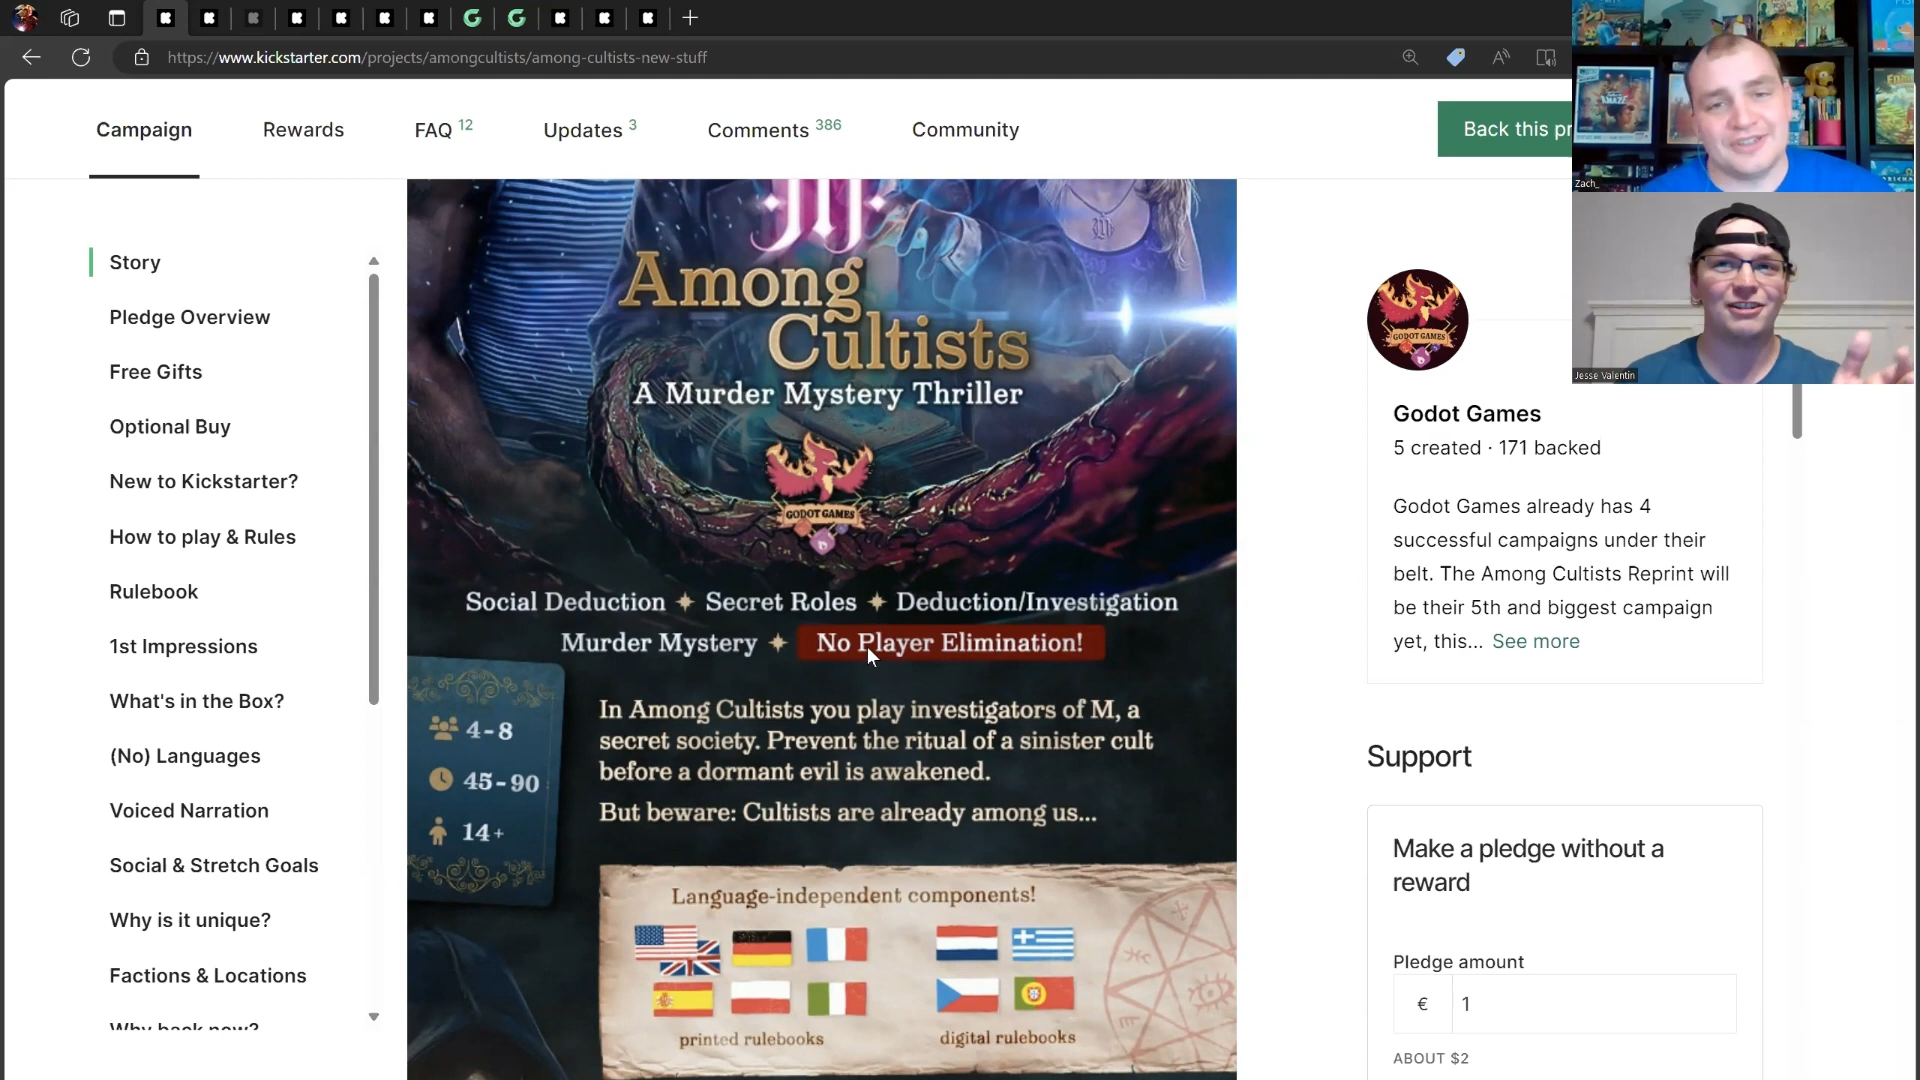 https://www.kickstarter.com/projects/amongcultists/among-cultists-new-stuff
Campaign
Rewards
FAQ 12
Updates 3
Comments 386
Community
Back this pr
Zach_
Jesse Valentin
Story
Pledge Overview
Free Gifts
Optional Buy
New to Kickstarter?
How to play & Rules
Rulebook
1st Impressions
What's in the Box?
(No) Languages
Voiced Narration
Social & Stretch Goals
Why is it unique?
Factions & Locations
Why back now?
M
Among
Cultists
A Murder Mystery Thriller
GODOT GAMES
Social Deduction ✦ Secret Roles ✦ Deduction/Investigation
Murder Mystery ✦ No Player Elimination!
4-8
45-90
14+
In Among Cultists you play investigators of M, a
secret society. Prevent the ritual of a sinister cult
before a dormant evil is awakened.
But beware: Cultists are already among us...
Language-independent components!
printed rulebooks
digital rulebooks
GODOT GAMES
Godot Games
5 created · 171 backed
Godot Games already has 4
successful campaigns under their
belt. The Among Cultists Reprint will
be their 5th and biggest campaign
yet, this... See more
Support
Make a pledge without a
reward
Pledge amount
€ 1
ABOUT $2